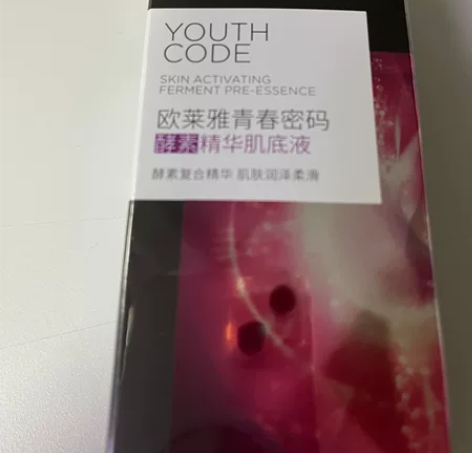 YOUTH
CODE
SKIN ACTIVATING
FERMENT PRE-ESSENCE
欧莱雅青春密码
酵素精华肌底液
酵素复合精华 肌肤润泽柔滑